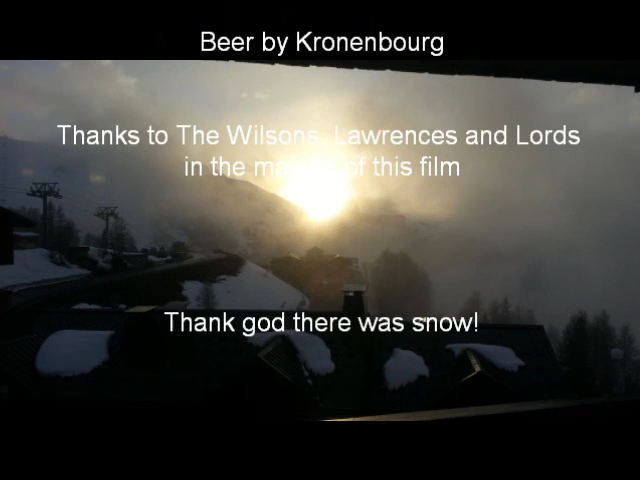 Beer by Kronenbourg
Thanks to The Wilsons, Lawrences and Lords
in the making of this film
Thank god there was snow!